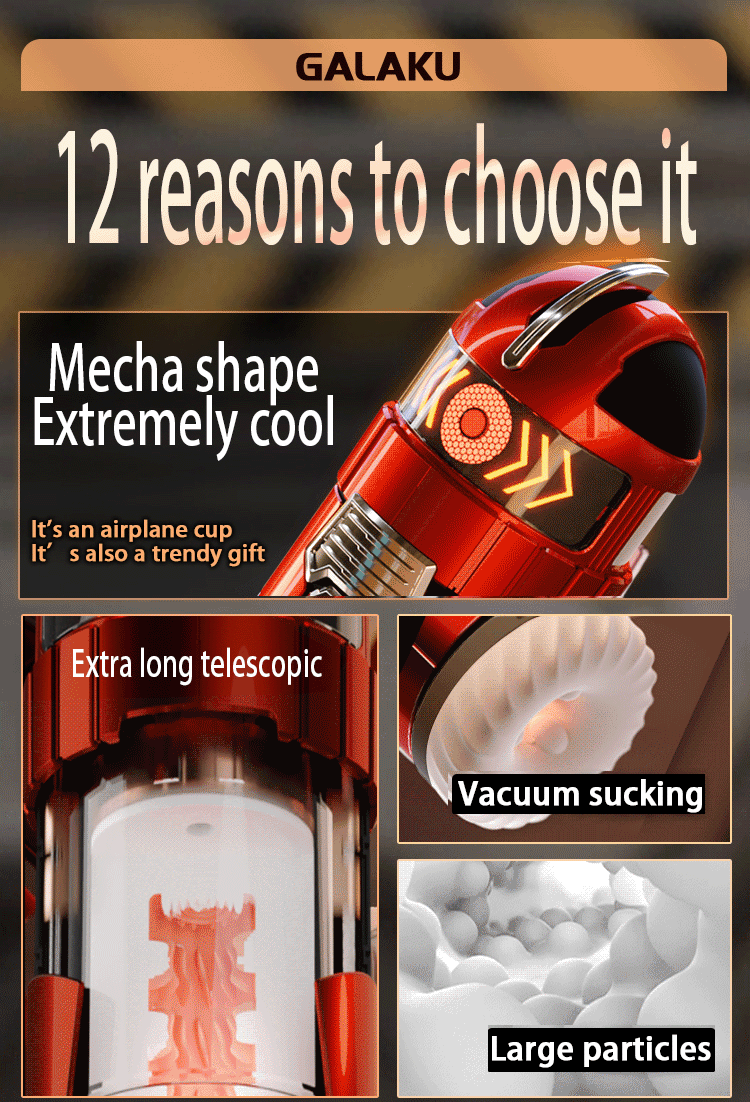 GALAKU
12 reasons to choose it
Mecha shape
Extremely cool
It's an airplane cup
It' s also a trendy gift
Extra long telescopic
Vacuum sucking
Large particles